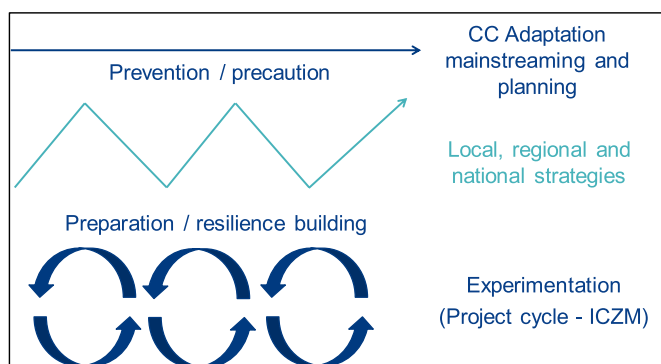 CC Adaptation
mainstreaming and
planning
Prevention / precaution
Local, regional and
national strategies
Preparation / resilience building
Experimentation
(Project cycle - ICZM)